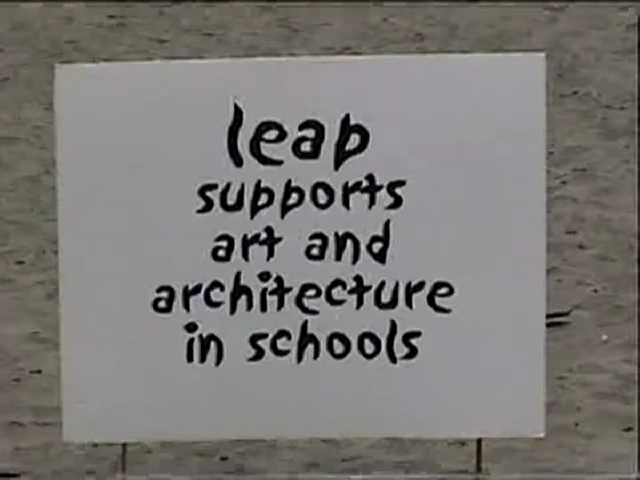 leap
supports
art and
architecture
in schools